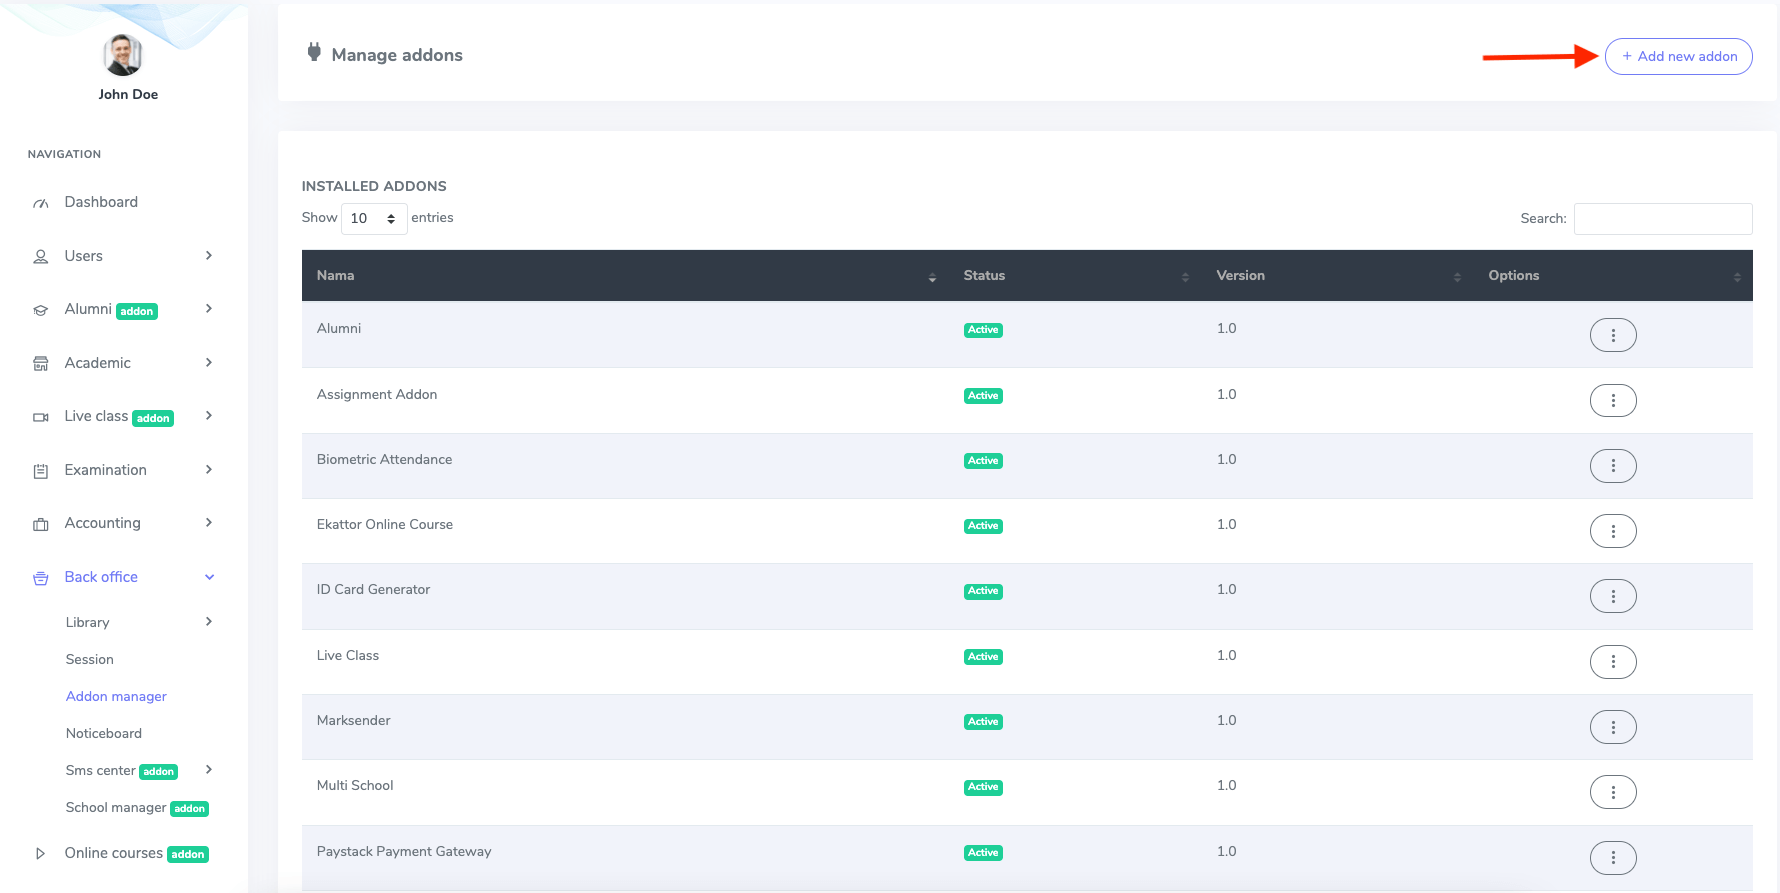 John Doe
NAVIGATION
Dashboard
Users
Alumni addon
Academic
Live class addon
Examination
Accounting
Back office
Library
Session
Addon manager
Noticeboard
Sms center addon
School manager addon
Online courses addon
Manage addons
+ Add new addon
INSTALLED ADDONS
Show 10 entries
Search:
Nama Status Version Options
Alumni Active 1.0
Assignment Addon Active 1.0
Biometric Attendance Active 1.0
Ekattor Online Course Active 1.0
ID Card Generator Active 1.0
Live Class Active 1.0
Marksender Active 1.0
Multi School Active 1.0
Paystack Payment Gateway Active 1.0